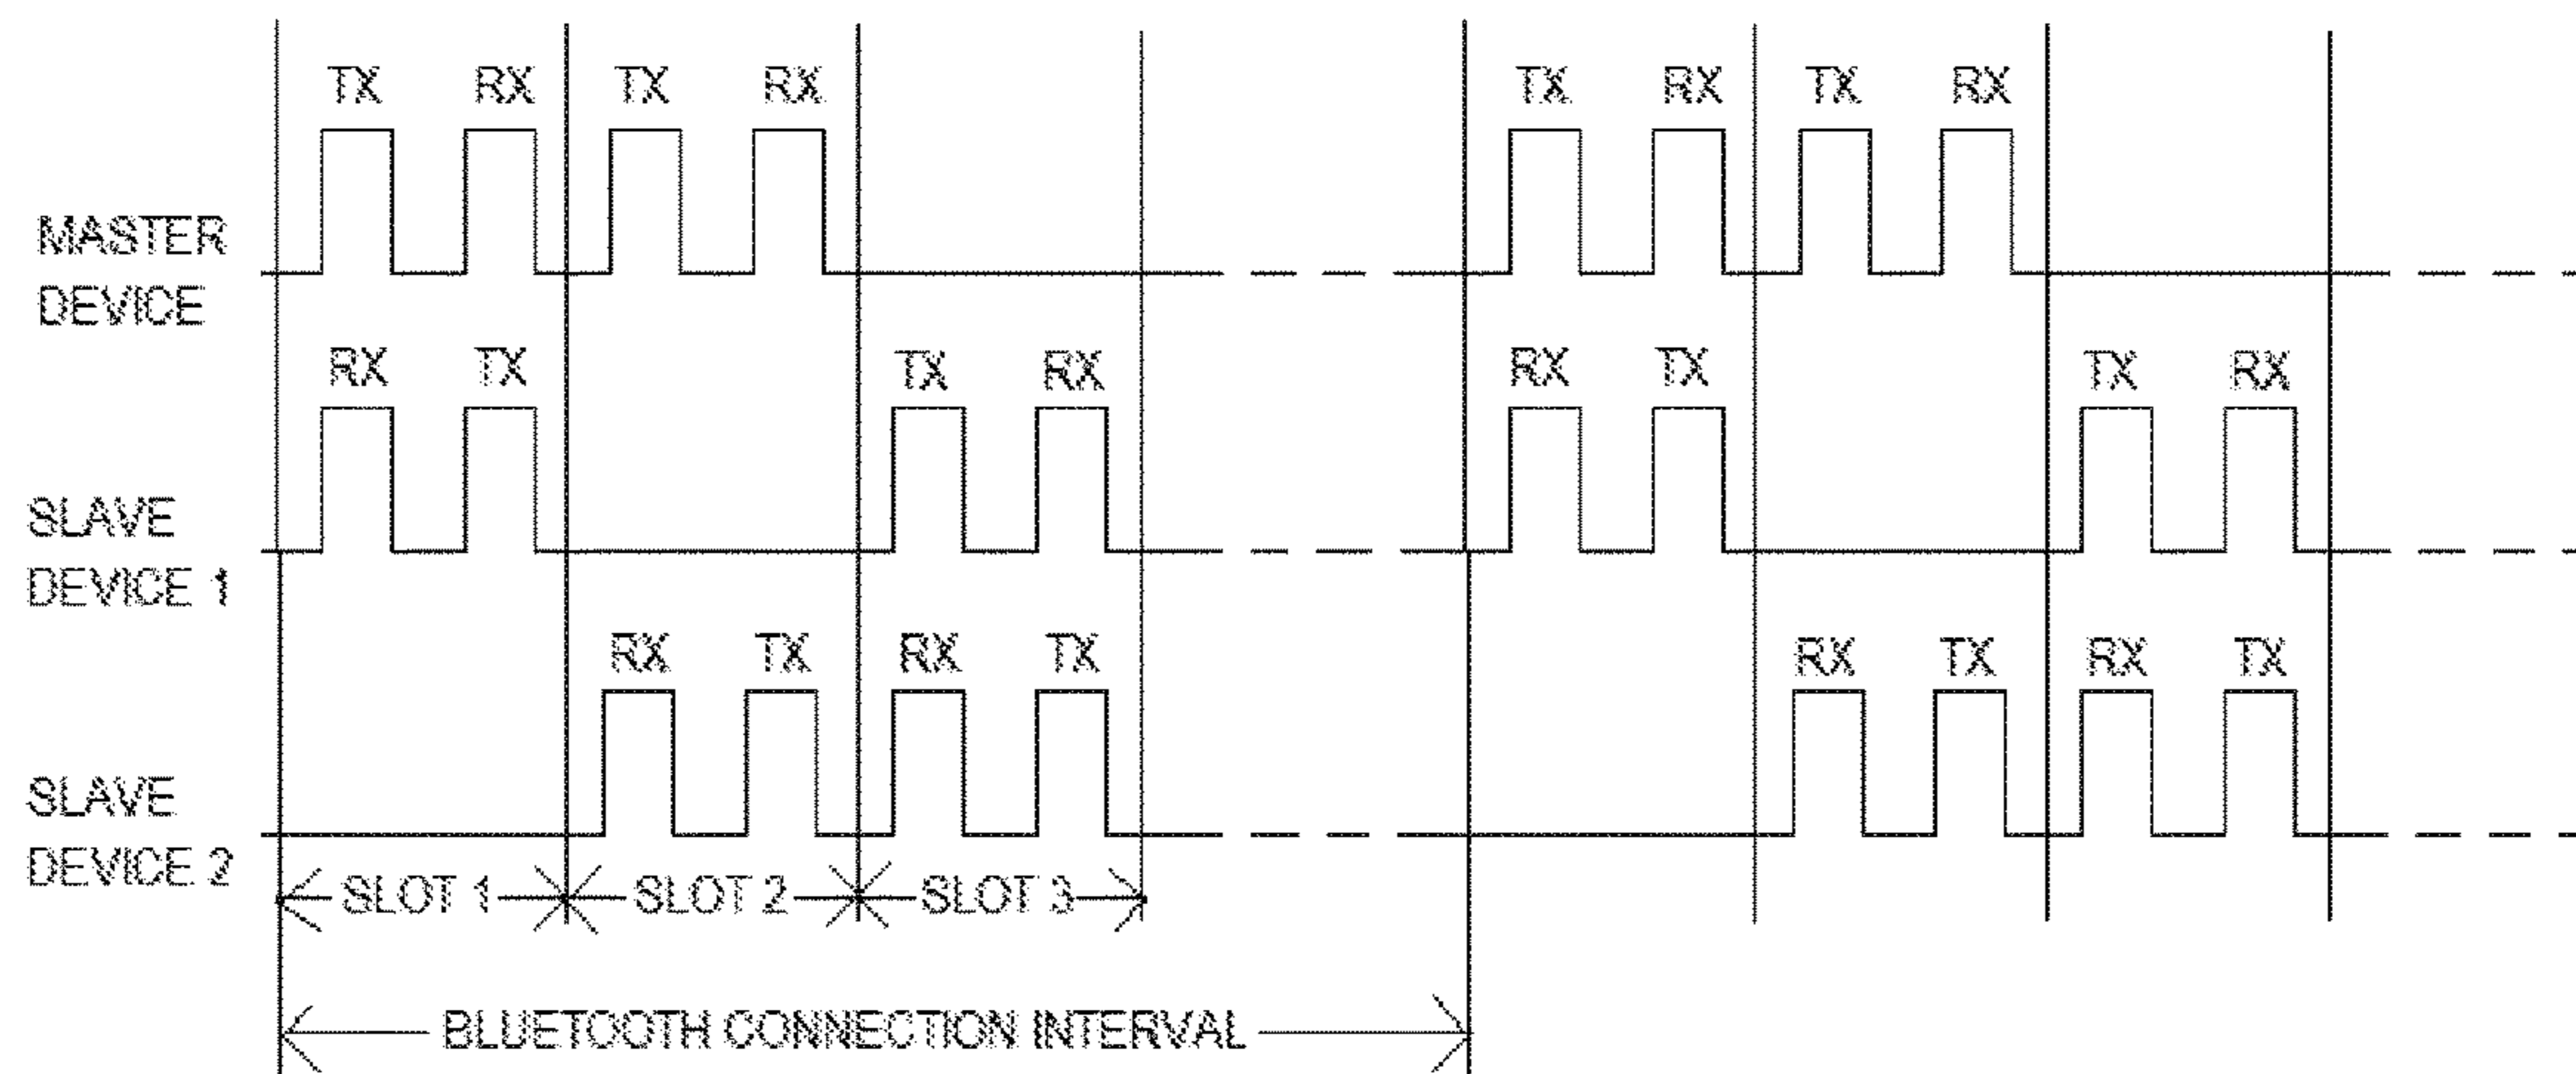 TX RX TX RX TX RX TX RX
MASTER
DEVICE
RX TX TX RX RX TX TX RX
SLAVE
DEVICE 1
RX TX RX TX RX TX RX TX
SLAVE
DEVICE 2
SLOT 1 SLOT 2 SLOT 3
BLUETOOTH CONNECTION INTERVAL